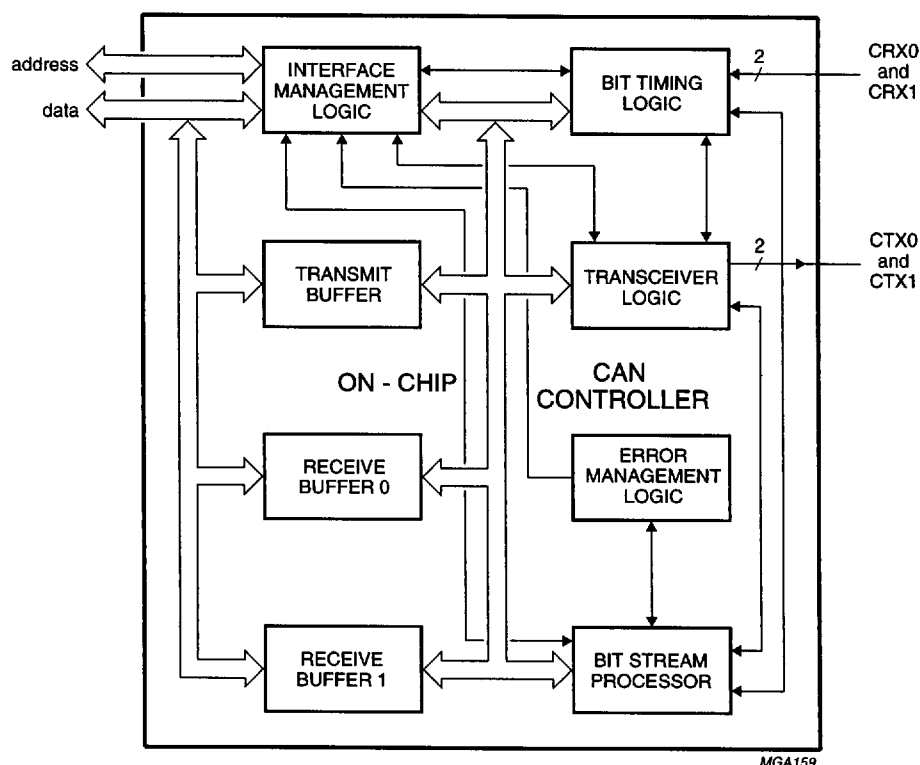 address
data
INTERFACE
MANAGEMENT
LOGIC
BIT TIMING
LOGIC
2
CRX0
and
CRX1
TRANSMIT
BUFFER
TRANSCEIVER
LOGIC
2
CTX0
and
CTX1
ON - CHIP
CAN
CONTROLLER
RECEIVE
BUFFER 0
ERROR
MANAGEMENT
LOGIC
RECEIVE
BUFFER 1
BIT STREAM
PROCESSOR
MGA159